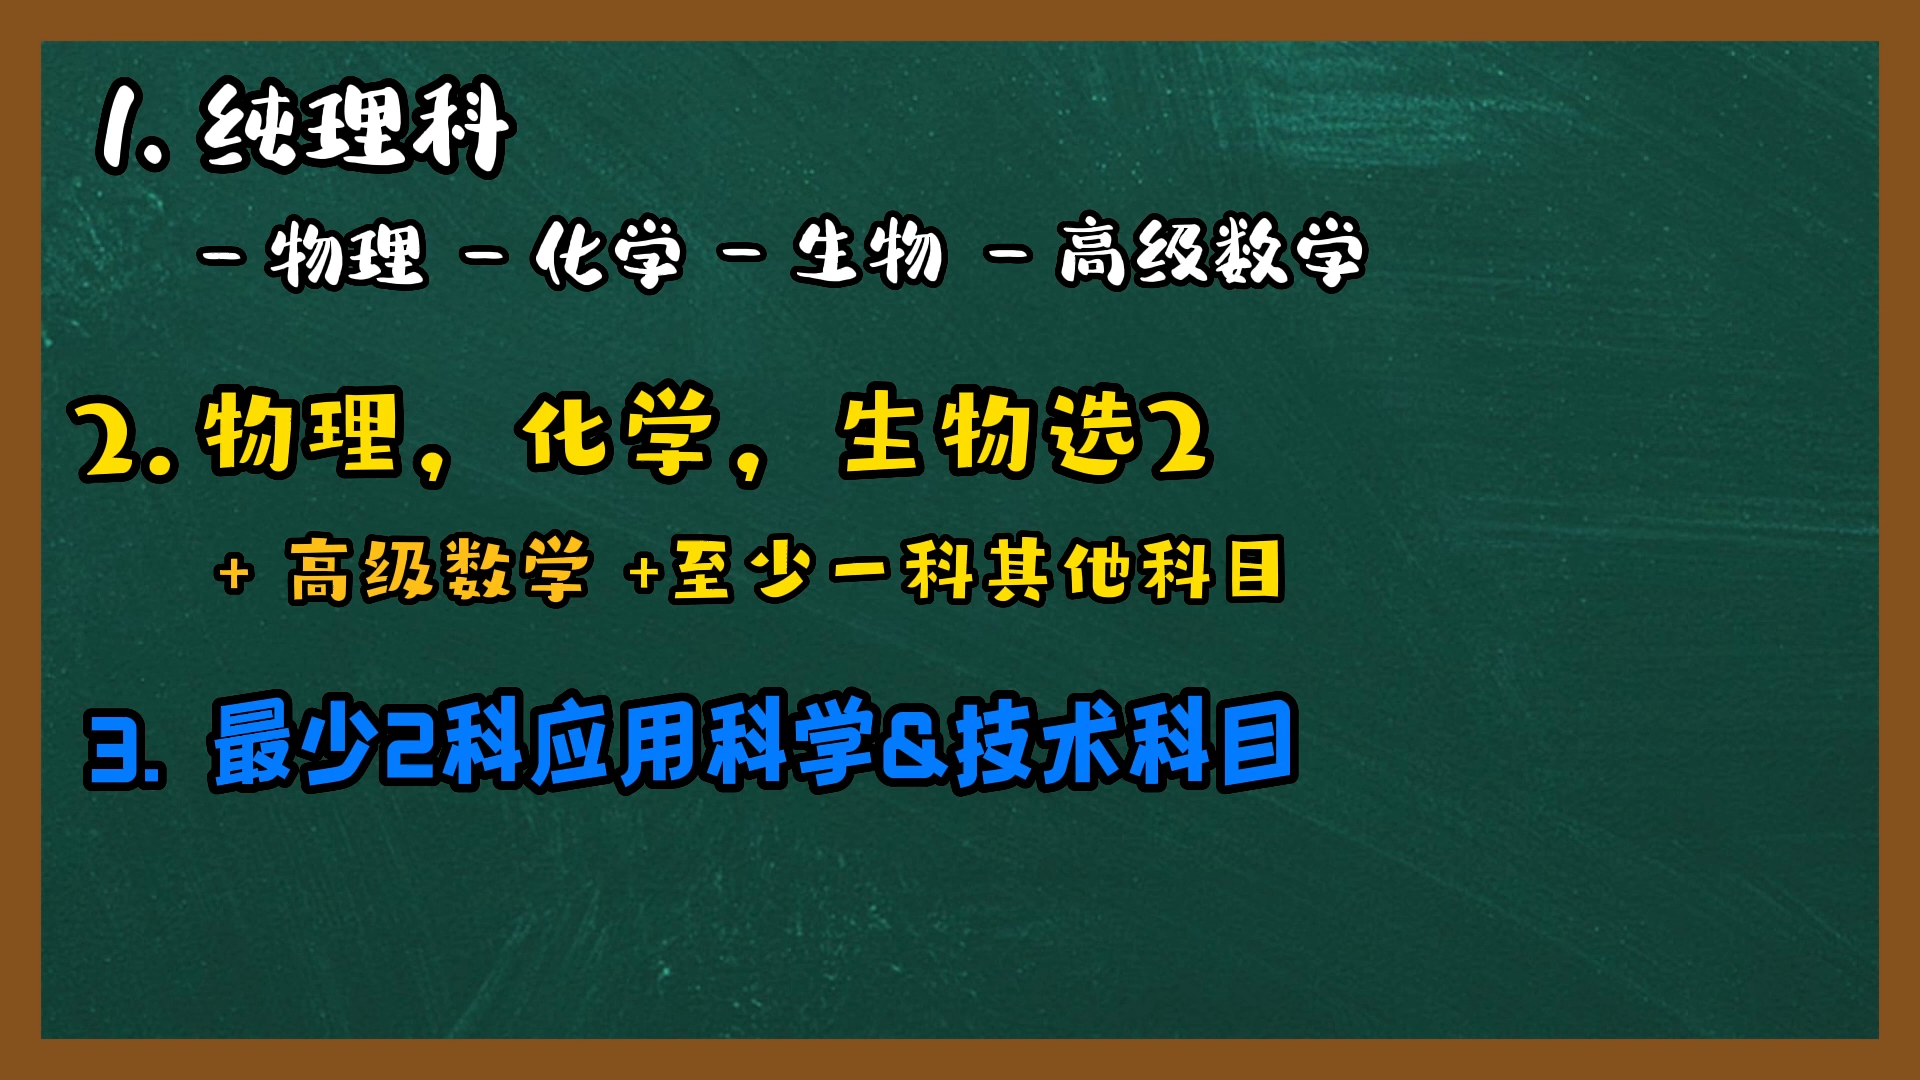 1. 纯理科
- 物理 - 化学 - 生物 - 高级数学
2. 物理，化学，生物选2
+ 高级数学 +至少一科其他科目
3. 最少2科应用科学&技术科目